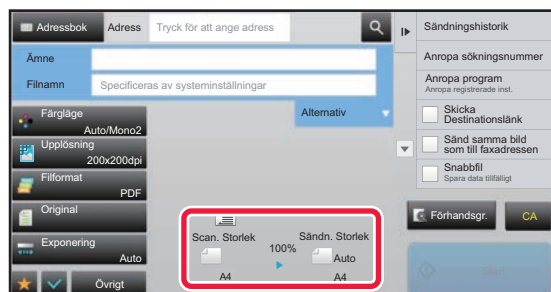 Adressbok
Adress
Tryck för att ange adress
Sändningshistorik
Ämne
Anropa sökningsnummer
Filnamn
Specificeras av systeminställningar
Anropa program
Anropa registrerade inst.
Färgläge
Auto/Mono2
Alternativ
Skicka
Destinationslänk
Upplösning
200x200dpi
Sänd samma bild
som till faxadressen
Filformat
PDF
Snabbfil
Spara data tillfälligt
Original
Scan. Storlek
A4
100%
Sändn. Storlek
Auto
A4
Förhandsgr.
CA
Exponering
Auto
Övrigt
Start